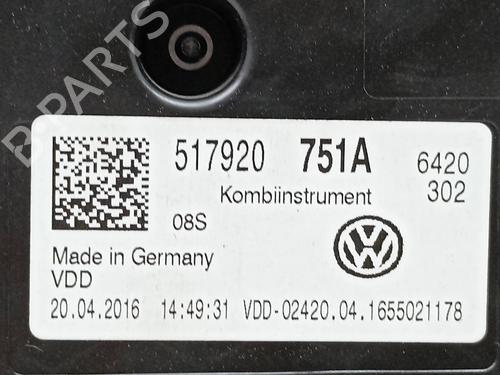 B-PARTS
517920 751A 6420
Kombiinstrument 302
08S
Made in Germany
VDD
20.04.2016 14:49:31 VDD-02420.04.1655021178